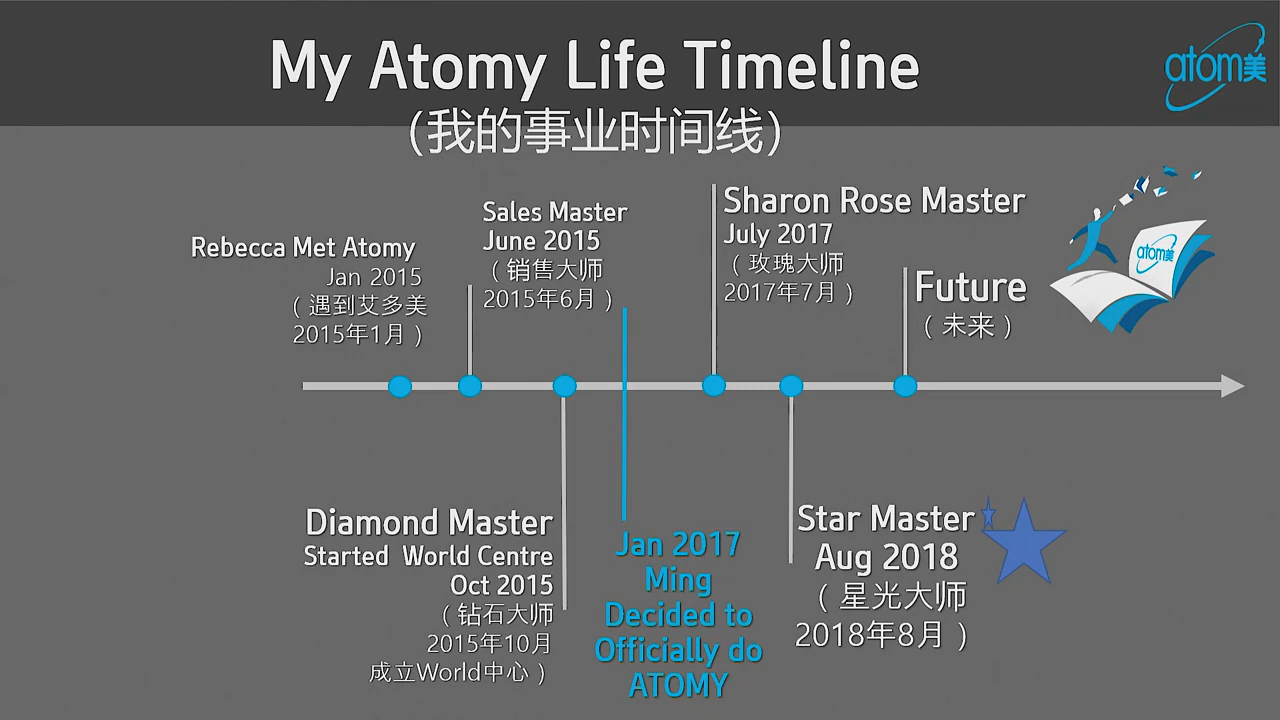 My Atomy Life Timeline
(我的事业时间线)
atom美
Rebecca Met Atomy
Jan 2015
（遇到艾多美
2015年1月）
Sales Master
June 2015
（销售大师
2015年6月）
Sharon Rose Master
July 2017
（玫瑰大师
2017年7月）
Future
（未来）
atom美
Diamond Master
Started World Centre
Oct 2015
（钻石大师
2015年10月
成立World中心）
Jan 2017
Ming
Decided to
Officially do
ATOMY
Star Master
Aug 2018
（星光大师
2018年8月）